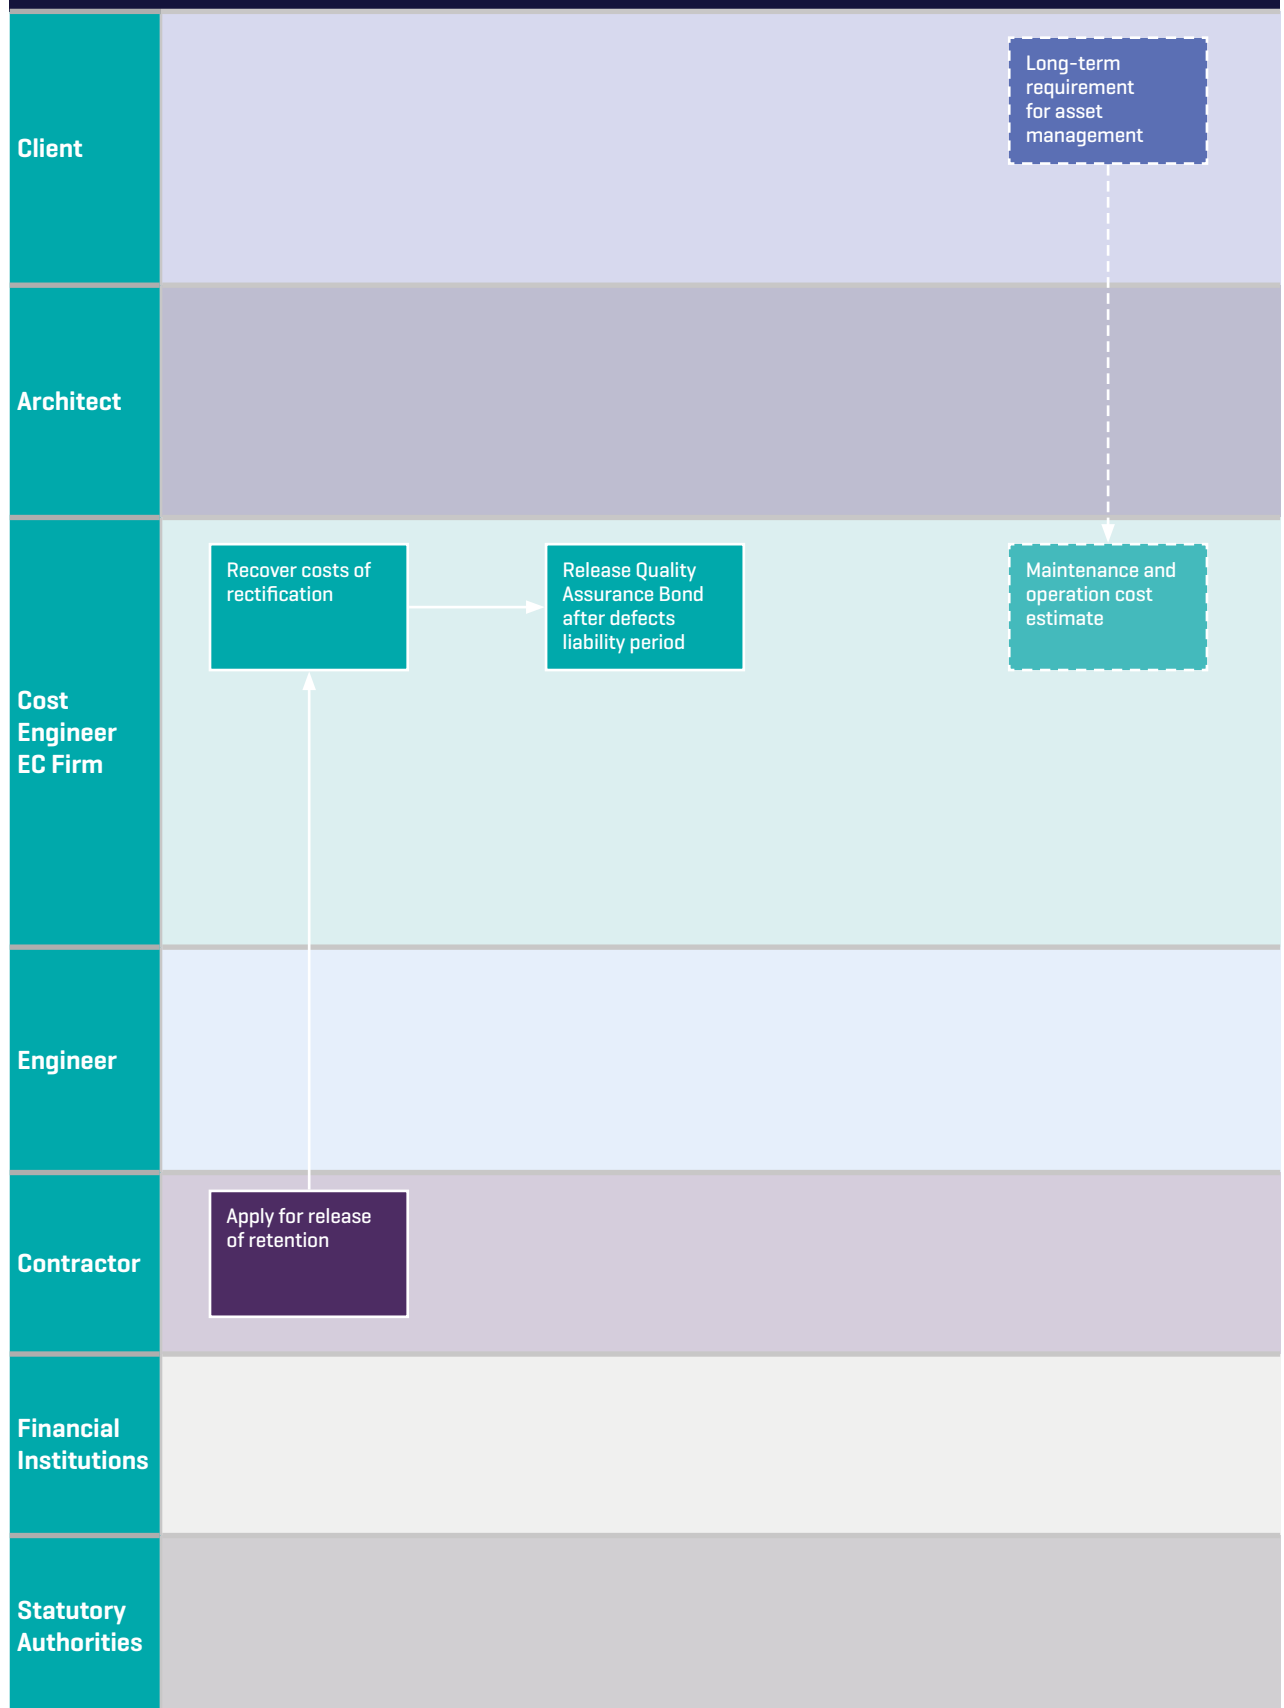 Client
Long-term
requirement
for asset
management
Architect
Cost
Engineer
EC Firm
Recover costs of
rectification
Release Quality
Assurance Bond
after defects
liability period
Maintenance and
operation cost
estimate
Engineer
Contractor
Apply for release
of retention
Financial
Institutions
Statutory
Authorities